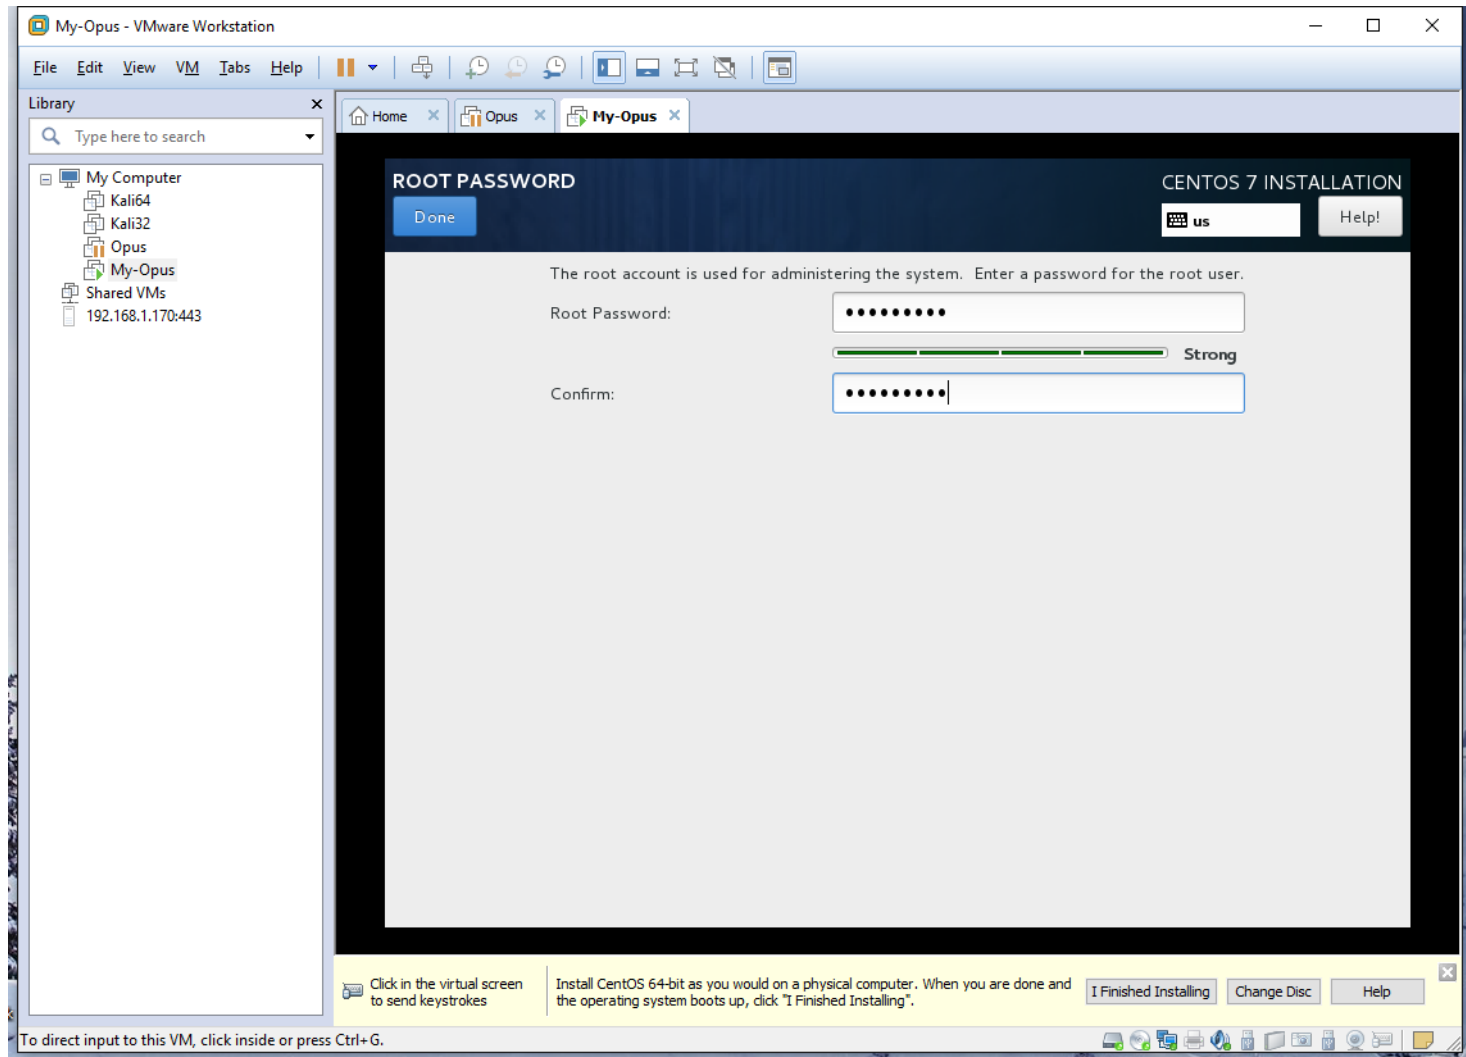 My-Opus - VMware Workstation
File Edit View VM Tabs Help
Library
Type here to search
My Computer
Kali64
Kali32
Opus
My-Opus
Shared VMs
192.168.1.170:443
Home
Opus
My-Opus
ROOT PASSWORD
CENTOS 7 INSTALLATION
Done
us
Help!
The root account is used for administering the system. Enter a password for the root user.
Root Password:
•••••••••
Strong
Confirm:
•••••••••
Click in the virtual screen
to send keystrokes
Install CentOS 64-bit as you would on a physical computer. When you are done and
the operating system boots up, click "I Finished Installing".
I Finished Installing
Change Disc
Help
To direct input to this VM, click inside or press Ctrl+G.